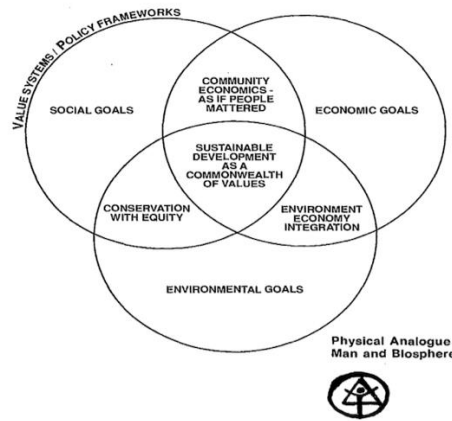 VALUE SYSTEMS / POLICY FRAMEWORKS
COMMUNITY
ECONOMICS -
AS IF PEOPLE
MATTERED
SOCIAL GOALS
ECONOMIC GOALS
SUSTAINABLE
DEVELOPMENT
AS A
COMMONWEALTH
OF VALUES
CONSERVATION
WITH EQUITY
ENVIRONMENT
ECONOMY
INTEGRATION
ENVIRONMENTAL GOALS
Physical Analogue
Man and Biosphere